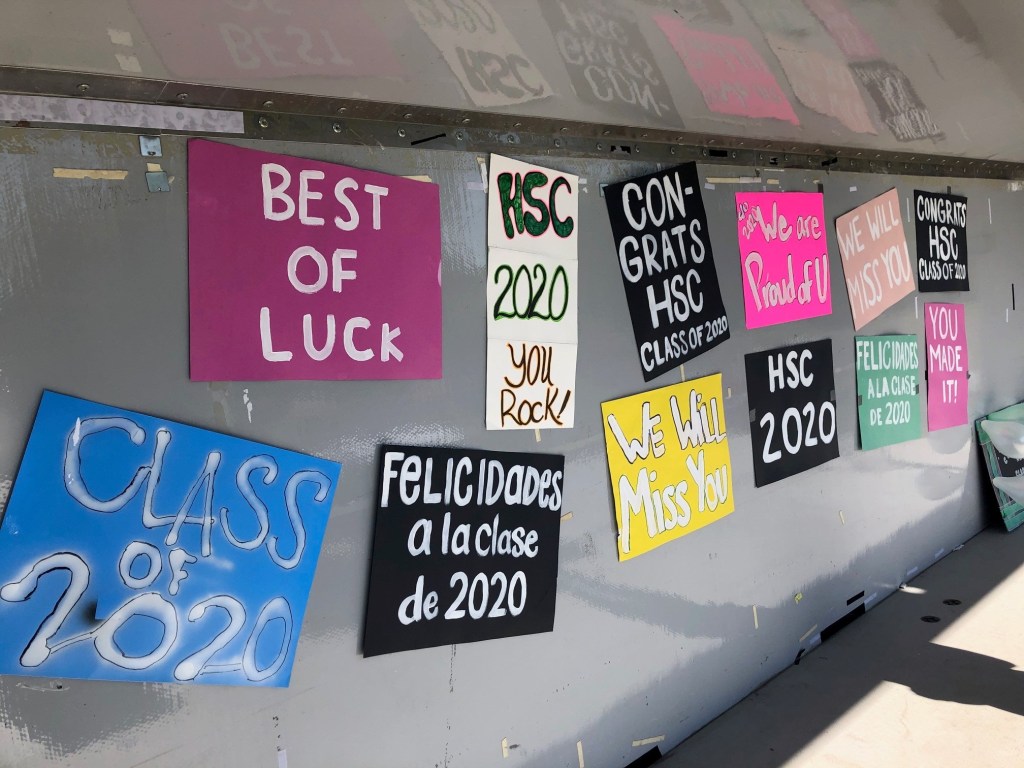 BEST
OF
LUCK
HSC
2020
YOU
ROCK!
CON-
GRATS
HSC
CLASS OF 2020
We are
Proud of U
WE WILL
MISS YOU
CONGRATS
HSC
CLASS OF 2020
CLASS
OF
2020
FELICIDAdES
a la clase
de 2020
WE WILL
Miss You
HSC
2020
FELICIDADES
A LA CLASE
DE 2020
YOU
MADE
IT!